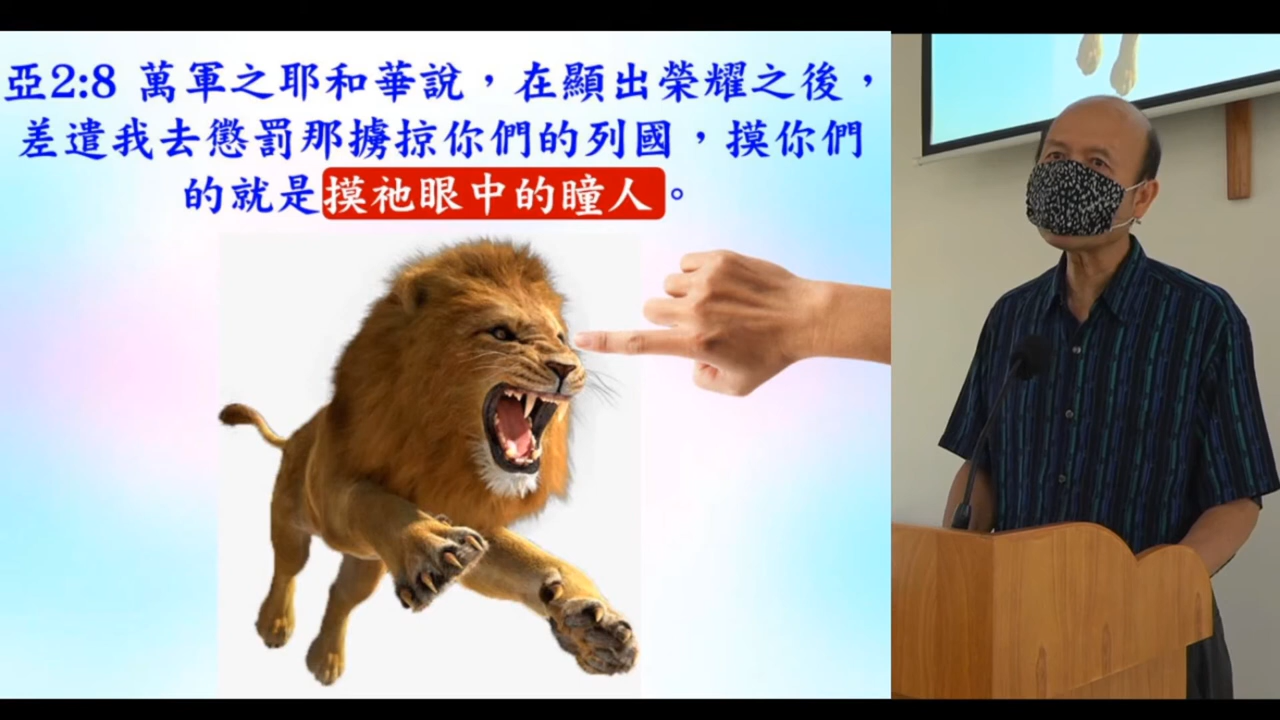 亞2:8 萬軍之耶和華說，在顯出榮耀之後，
差遣我去懲罰那擄掠你們的列國，摸你們
的就是摸祂眼中的瞳人。